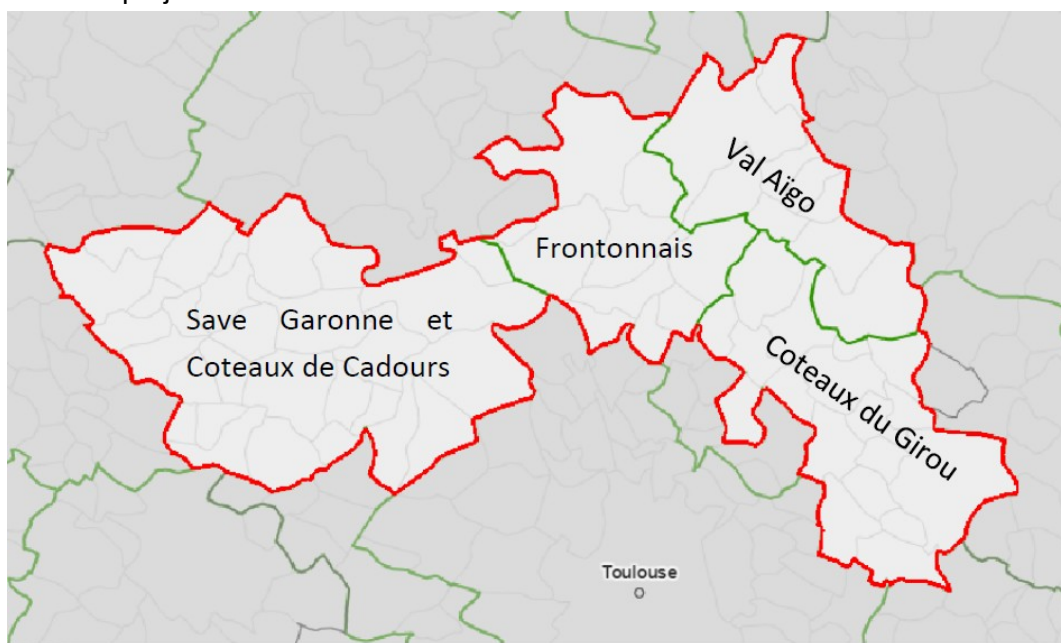 Val Aïgo
Frontonnais
Save Garonne et
Coteaux de Cadours
Coteaux du Girou
Toulouse